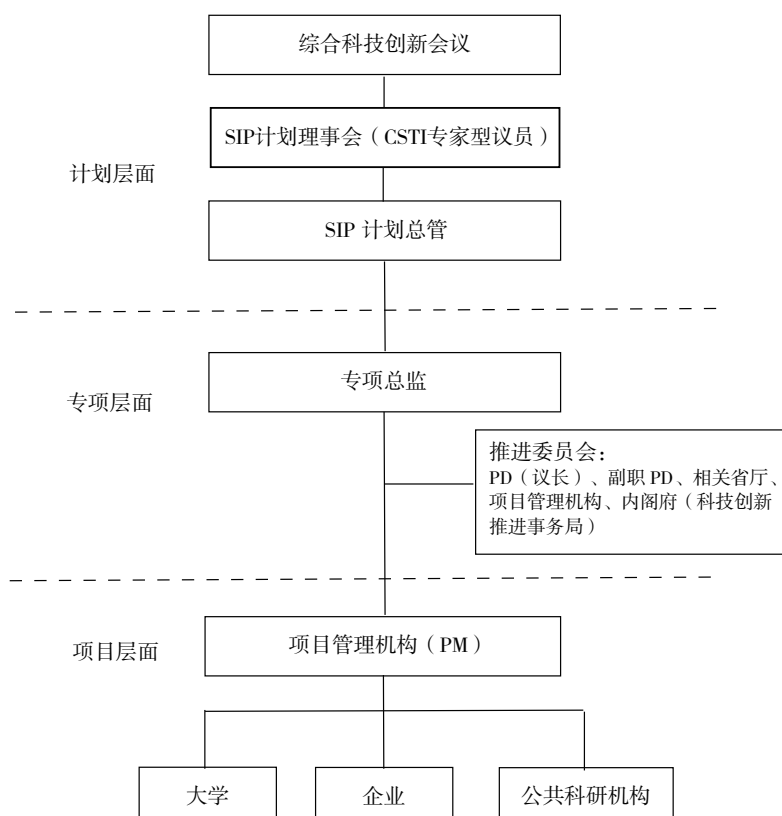 综合科技创新会议
SIP计划理事会（CSTI专家型议员）
计划层面
SIP 计划总管
专项总监
专项层面
推进委员会：
PD（议长）、副职 PD、相关省厅、
项目管理机构、内阁府（科技创新
推进事务局）
项目管理机构（PM）
项目层面
大学
企业
公共科研机构